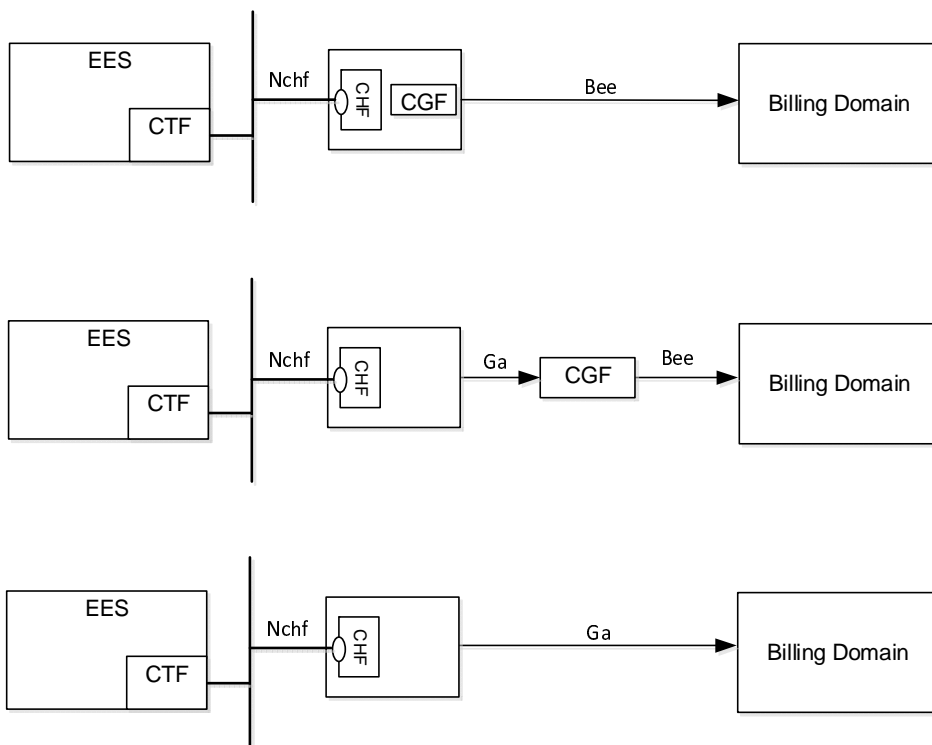 EES
CTF
Nchf
CHF
CGF
Bee
Billing Domain
EES
CTF
Nchf
CHF
Ga
CGF
Bee
Billing Domain
EES
CTF
Nchf
CHF
Ga
Billing Domain